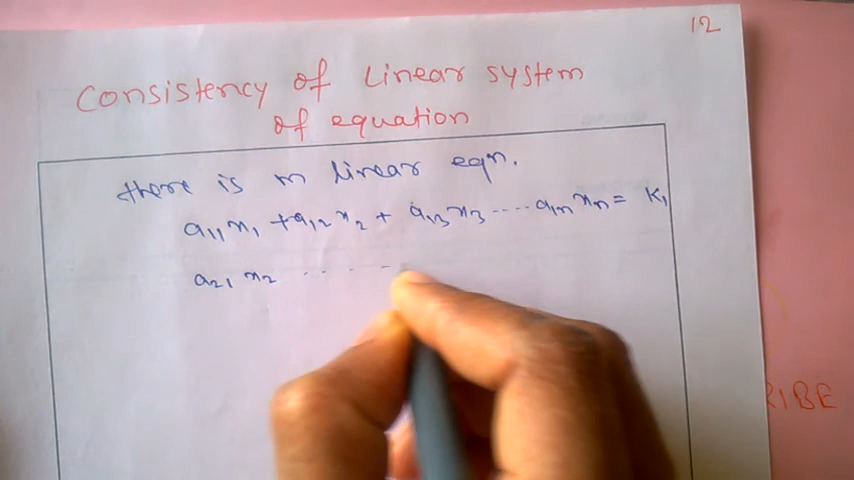 12
Consistency of Linear system
of equation
there is m linear eqn.
a₁₁x₁ + a₁₂x₂ + a₁₃x₃ ---- a₁ₙxₙ = K₁
a₂₁x₂ -----
RIBE